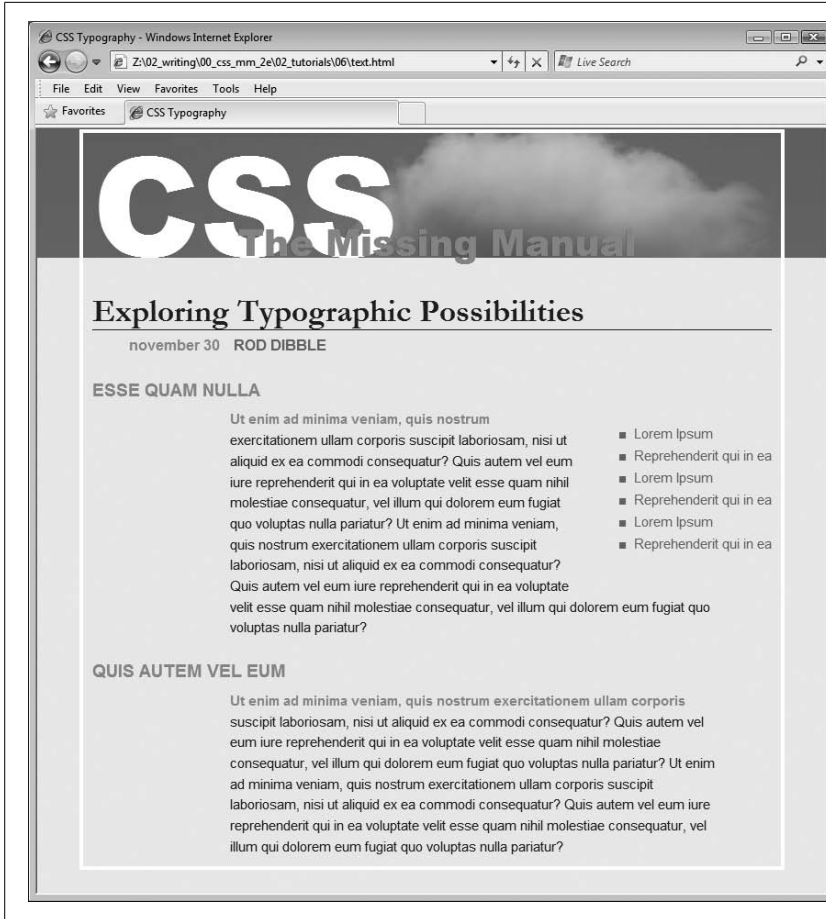 CSS Typography - Windows Internet Explorer
Z:\02_writing\00_css_mm_2e\02_tutorials\06\text.html
Live Search
File Edit View Favorites Tools Help
Favorites CSS Typography
CSS
The Missing Manual
Exploring Typographic Possibilities
november 30 ROD DIBBLE
ESSE QUAM NULLA
Ut enim ad minima veniam, quis nostrum
exercitationem ullam corporis suscipit laboriosam, nisi ut
aliquid ex ea commodi consequatur? Quis autem vel eum
iure reprehenderit qui in ea voluptate velit esse quam nihil
molestiae consequatur, vel illum qui dolorem eum fugiat
quo voluptas nulla pariatur? Ut enim ad minima veniam,
quis nostrum exercitationem ullam corporis suscipit
laboriosam, nisi ut aliquid ex ea commodi consequatur?
Quis autem vel eum iure reprehenderit qui in ea voluptate
velit esse quam nihil molestiae consequatur, vel illum qui dolorem eum fugiat quo
voluptas nulla pariatur?
Lorem Ipsum
Reprehenderit qui in ea
Lorem Ipsum
Reprehenderit qui in ea
Lorem Ipsum
Reprehenderit qui in ea
QUIS AUTEM VEL EUM
Ut enim ad minima veniam, quis nostrum exercitationem ullam corporis
suscipit laboriosam, nisi ut aliquid ex ea commodi consequatur? Quis autem vel
eum iure reprehenderit qui in ea voluptate velit esse quam nihil molestiae
consequatur, vel illum qui dolorem eum fugiat quo voluptas nulla pariatur? Ut enim
ad minima veniam, quis nostrum exercitationem ullam corporis suscipit
laboriosam, nisi ut aliquid ex ea commodi consequatur? Quis autem vel eum iure
reprehenderit qui in ea voluptate velit esse quam nihil molestiae consequatur, vel
illum qui dolorem eum fugiat quo voluptas nulla pariatur?